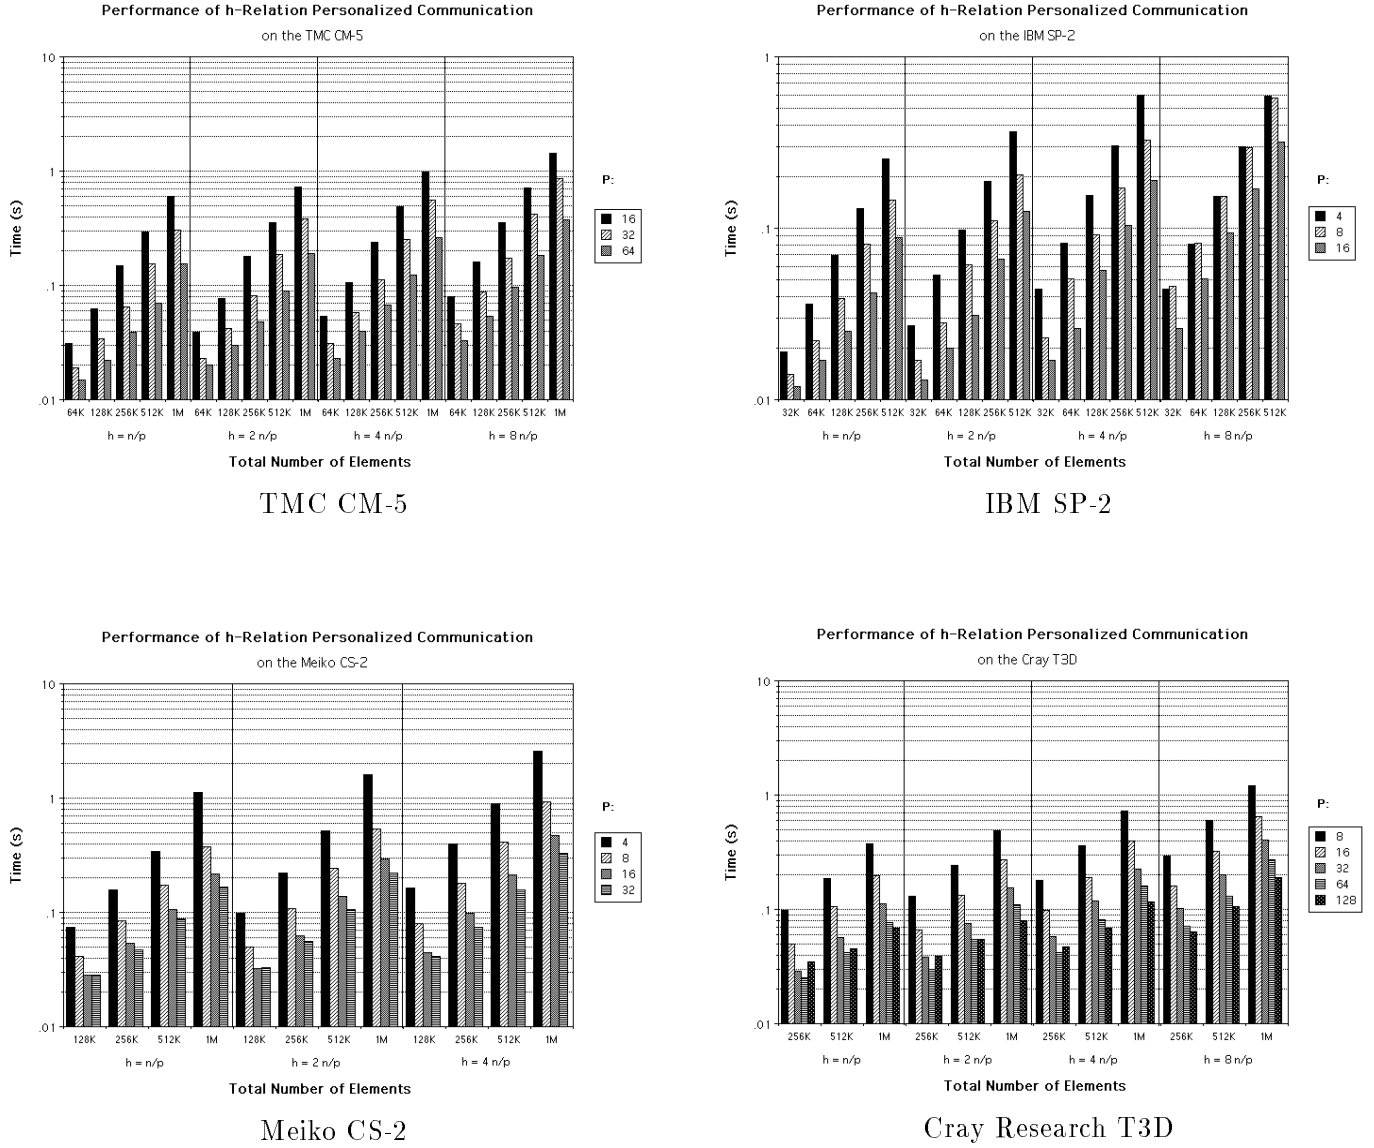 Performance of h-Relation Personalized Communication
on the TMC CM-5
10
1
.1
.01
Time (s)
64K 128K 256K 512K 1M 64K 128K 256K 512K 1M 64K 128K 256K 512K 1M 64K 128K 256K 512K 1M
h = n/p h = 2 n/p h = 4 n/p h = 8 n/p
Total Number of Elements
P:
16
32
64
TMC CM-5
Performance of h-Relation Personalized Communication
on the IBM SP-2
1
.1
.01
Time (s)
32K 64K 128K 256K 512K 32K 64K 128K 256K 512K 32K 64K 128K 256K 512K 32K 64K 128K 256K 512K
h = n/p h = 2 n/p h = 4 n/p h = 8 n/p
Total Number of Elements
P:
4
8
16
IBM SP-2
Performance of h-Relation Personalized Communication
on the Meiko CS-2
10
1
.1
.01
Time (s)
128K 256K 512K 1M 128K 256K 512K 1M 128K 256K 512K 1M
h = n/p h = 2 n/p h = 4 n/p
Total Number of Elements
P:
4
8
16
32
Meiko CS-2
Performance of h-Relation Personalized Communication
on the Cray T3D
10
1
.1
.01
Time (s)
256K 512K 1M 256K 512K 1M 256K 512K 1M 256K 512K 1M
h = n/p h = 2 n/p h = 4 n/p h = 8 n/p
Total Number of Elements
P:
8
16
32
64
128
Cray Research T3D